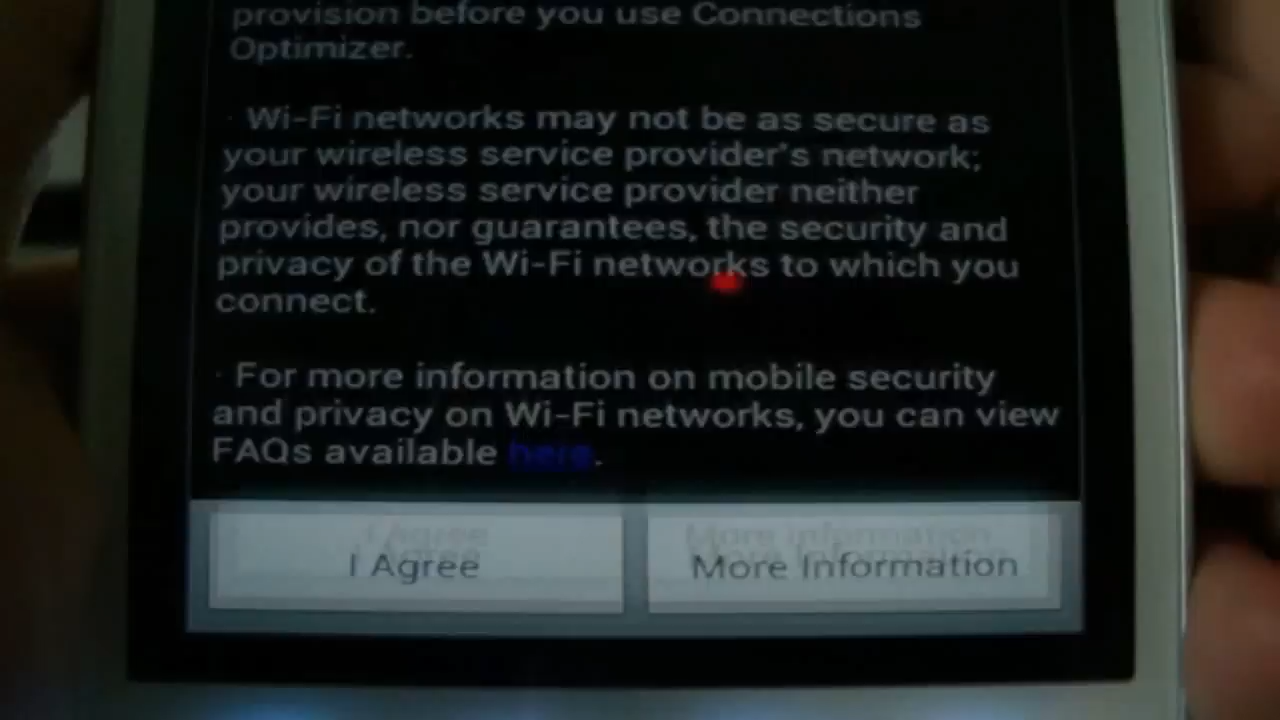 provision before you use Connections
Optimizer.
· Wi-Fi networks may not be as secure as
your wireless service provider's network;
your wireless service provider neither
provides, nor guarantees, the security and
privacy of the Wi-Fi networks to which you
connect.
· For more information on mobile security
and privacy on Wi-Fi networks, you can view
FAQs available here.
I Agree
More Information